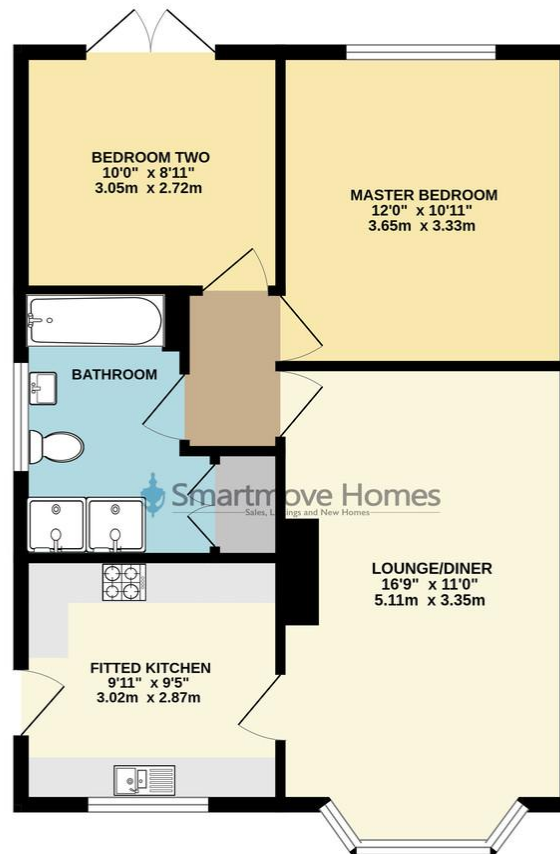 BEDROOM TWO
10'0" x 8'11"
3.05m x 2.72m
MASTER BEDROOM
12'0" x 10'11"
3.65m x 3.33m
BATHROOM
Smartmove Homes
Sales, Lettings and New Homes
LOUNGE/DINER
16'9" x 11'0"
5.11m x 3.35m
FITTED KITCHEN
9'11" x 9'5"
3.02m x 2.87m